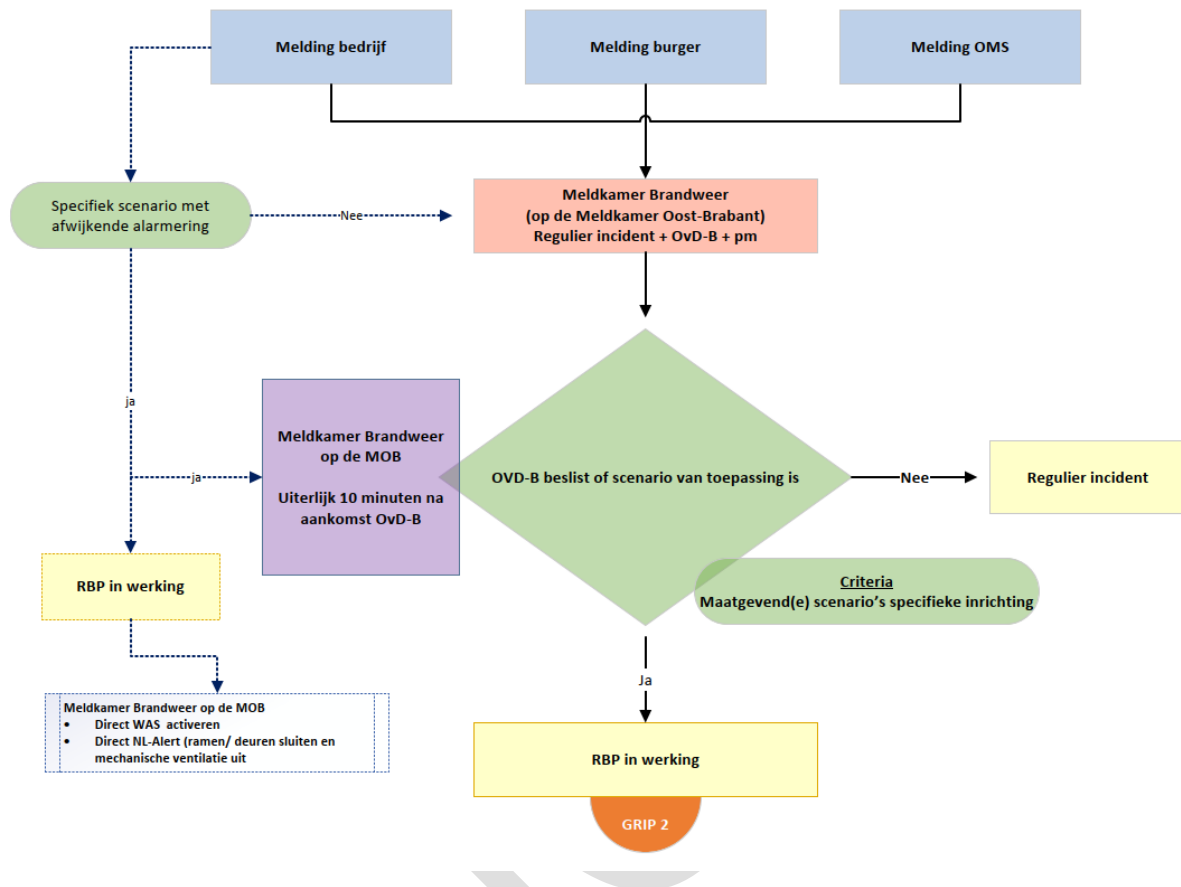 Melding bedrijf
Melding burger
Melding OMS
Specifiek scenario met
afwijkende alarmering
Nee
Meldkamer Brandweer
(op de Meldkamer Oost-Brabant)
Regulier incident + OvD-B + pm
ja
ja
Meldkamer Brandweer
op de MOB
Uiterlijk 10 minuten na
aankomst OvD-B
OVD-B beslist of scenario van toepassing is
Nee
Regulier incident
RBP in werking
Criteria
Maatgevend(e) scenario’s specifieke inrichting
Ja
Meldkamer Brandweer op de MOB
• Direct WAS activeren
• Direct NL-Alert (ramen/ deuren sluiten en
mechanische ventilatie uit
RBP in werking
GRIP 2